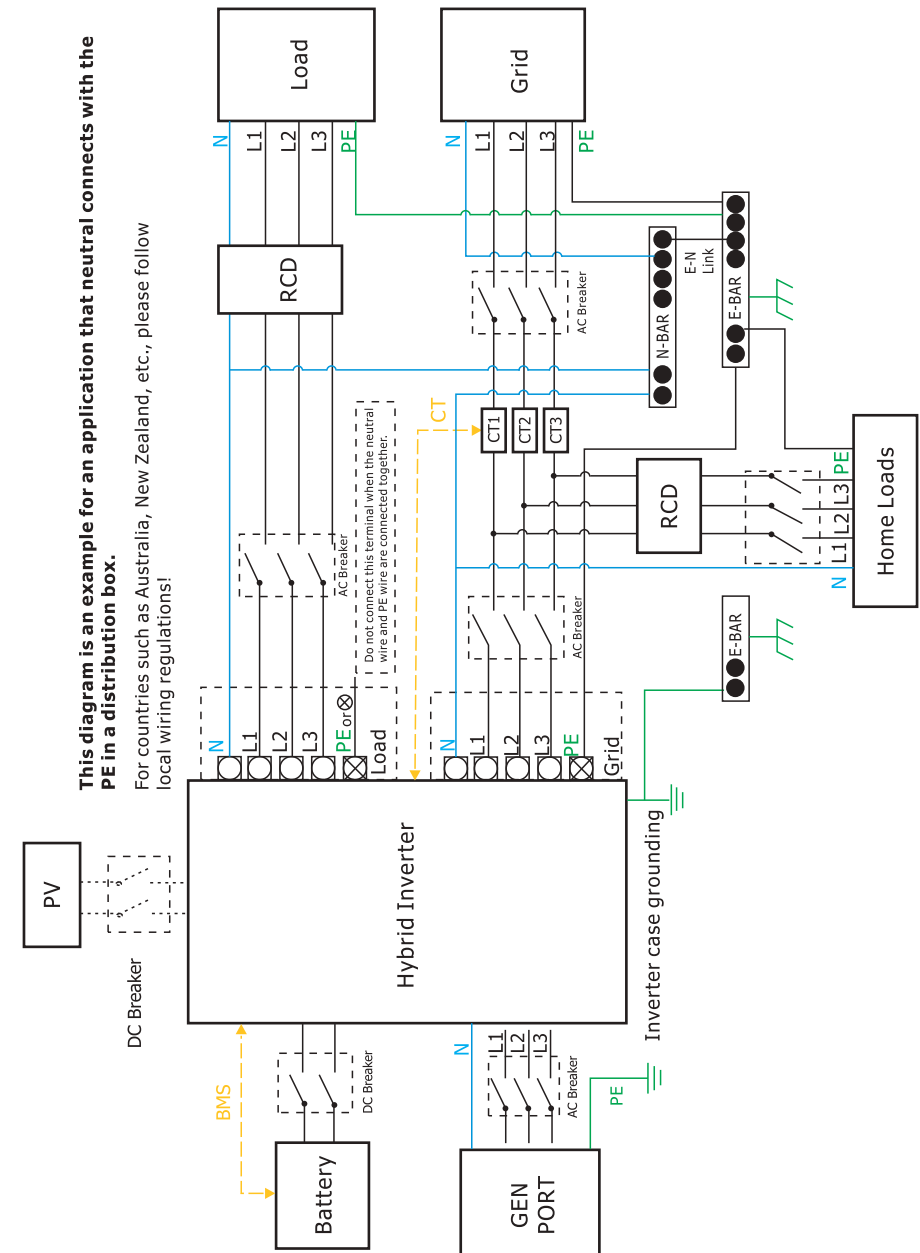 This diagram is an example for an application that neutral connects with the
PE in a distribution box.
For countries such as Australia, New Zealand, etc., please follow
local wiring regulations!
PV
DC Breaker
BMS
Battery
DC Breaker
Hybrid Inverter
N
L1
L2
L3
PE or
Load
AC Breaker
Do not connect this terminal when the neutral
wire and PE wire are connected together.
RCD
N
L1
L2
L3
PE
Load
CT
N
L1
L2
L3
PE
Grid
AC Breaker
CT1
CT2
CT3
AC Breaker
N
L1
L2
L3
PE
Grid
N-BAR
E-N
Link
E-BAR
RCD
N
L1
L2
L3
PE
Home Loads
E-BAR
Inverter case grounding
N
L1
L2
L3
AC Breaker
PE
GEN
PORT